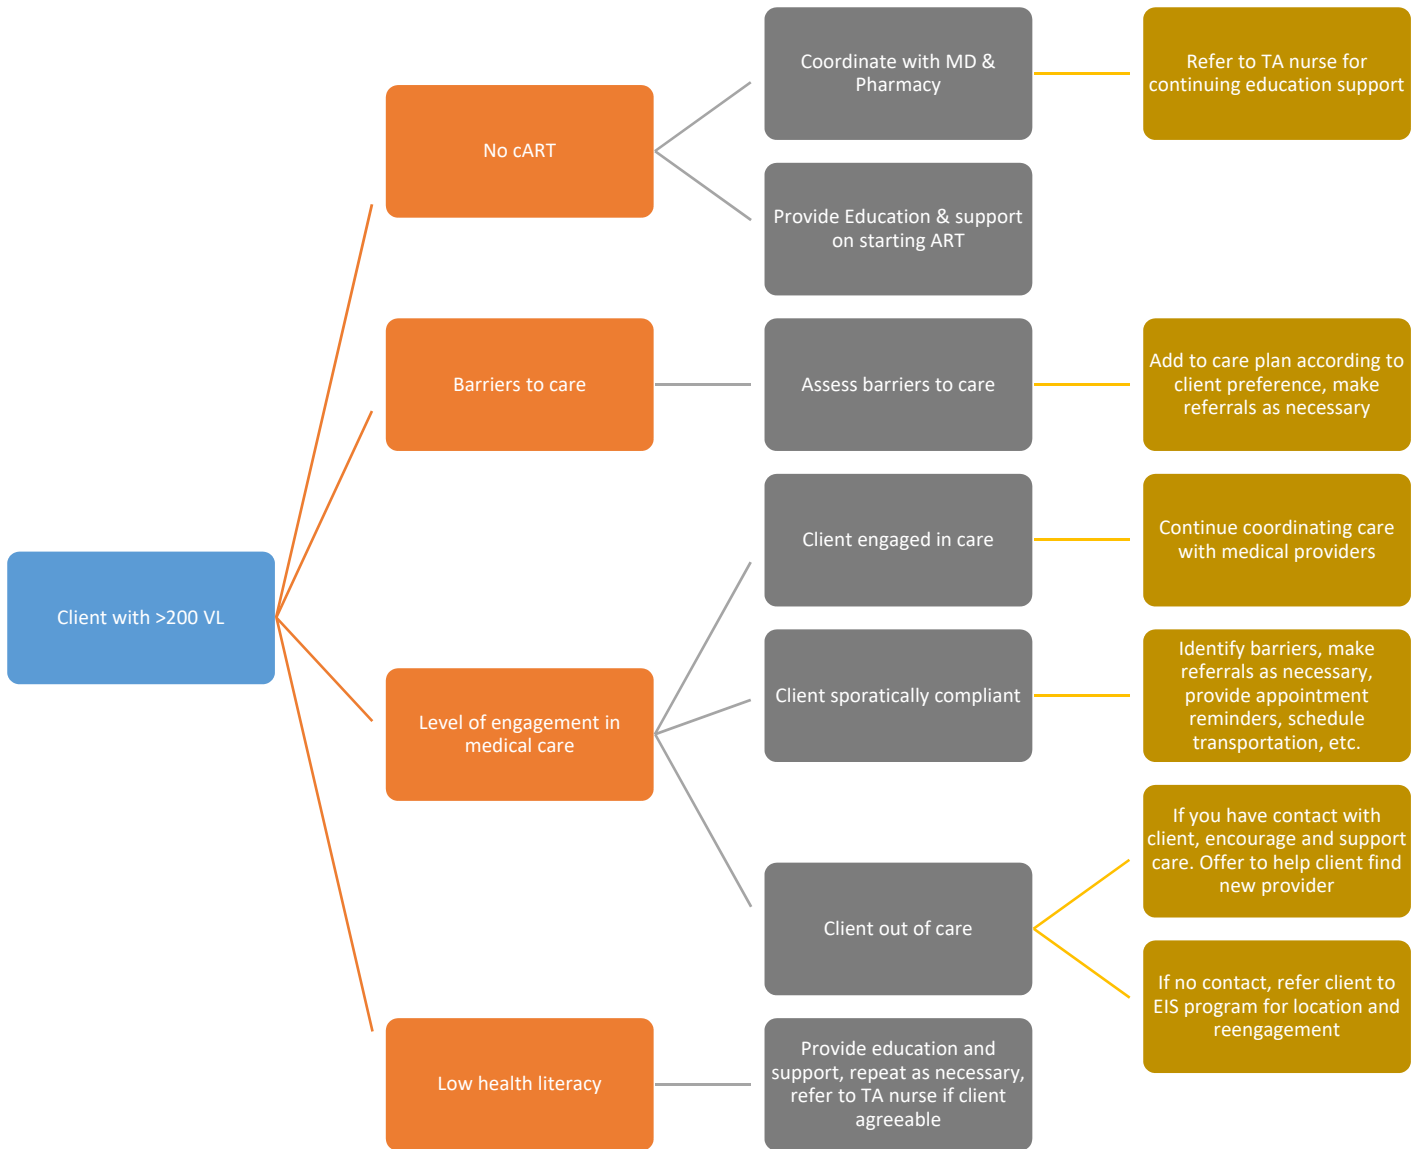 Client with >200 VL
No cART
Coordinate with MD &
Pharmacy
Refer to TA nurse for
continuing education support
Provide Education & support
on starting ART
Barriers to care
Assess barriers to care
Add to care plan according to
client preference, make
referrals as necessary
Level of engagement in
medical care
Client engaged in care
Continue coordinating care
with medical providers
Client sporatically compliant
Identify barriers, make
referrals as necessary,
provide appointment
reminders, schedule
transportation, etc.
Client out of care
If you have contact with
client, encourage and support
care. Offer to help client find
new provider
If no contact, refer client to
EIS program for location and
reengagement
Low health literacy
Provide education and
support, repeat as necessary,
refer to TA nurse if client
agreeable